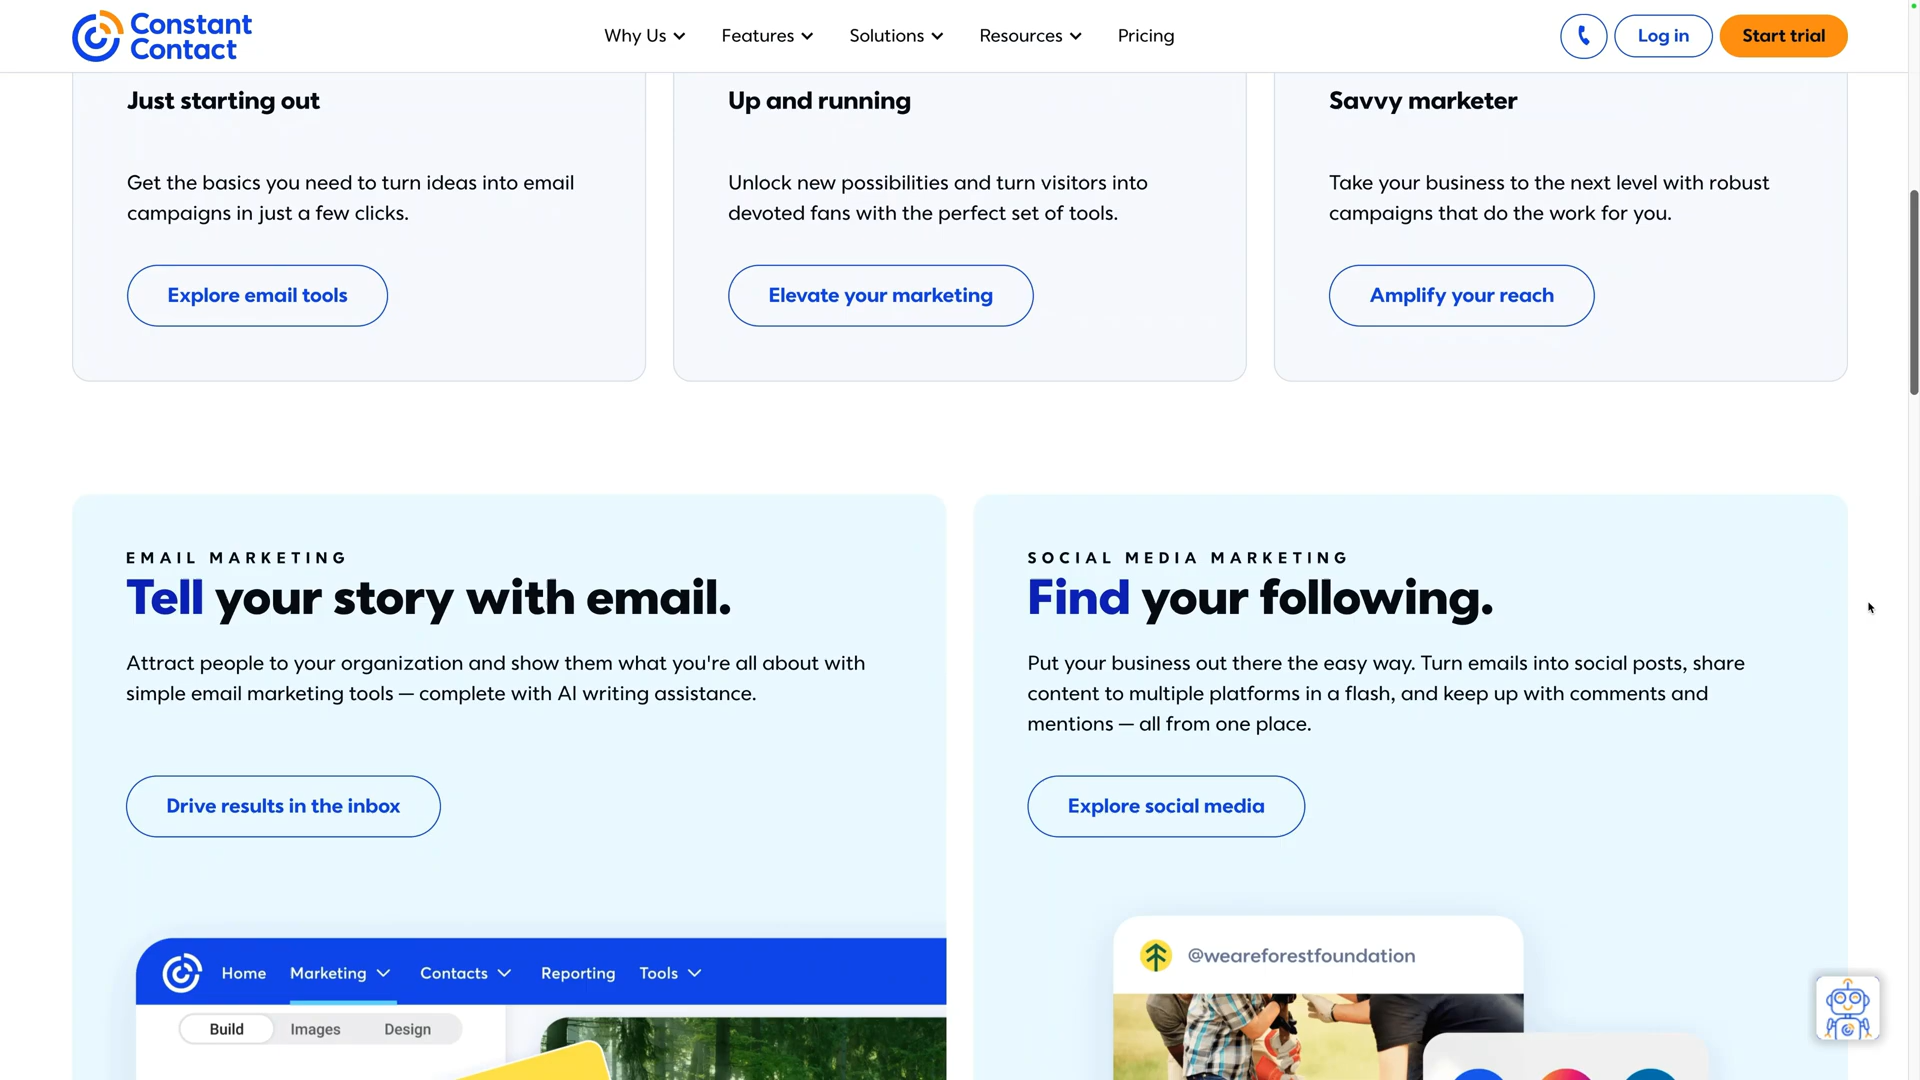 Constant
Contact
Why Us
Features
Solutions
Resources
Pricing
Log in
Start trial
Just starting out
Get the basics you need to turn ideas into email
campaigns in just a few clicks.
Explore email tools
Up and running
Unlock new possibilities and turn visitors into
devoted fans with the perfect set of tools.
Elevate your marketing
Savvy marketer
Take your business to the next level with robust
campaigns that do the work for you.
Amplify your reach
EMAIL MARKETING
Tell your story with email.
Attract people to your organization and show them what you're all about with
simple email marketing tools — complete with AI writing assistance.
Drive results in the inbox
Home
Marketing
Contacts
Reporting
Tools
Build
Images
Design
SOCIAL MEDIA MARKETING
Find your following.
Put your business out there the easy way. Turn emails into social posts, share
content to multiple platforms in a flash, and keep up with comments and
mentions — all from one place.
Explore social media
@weareforestfoundation